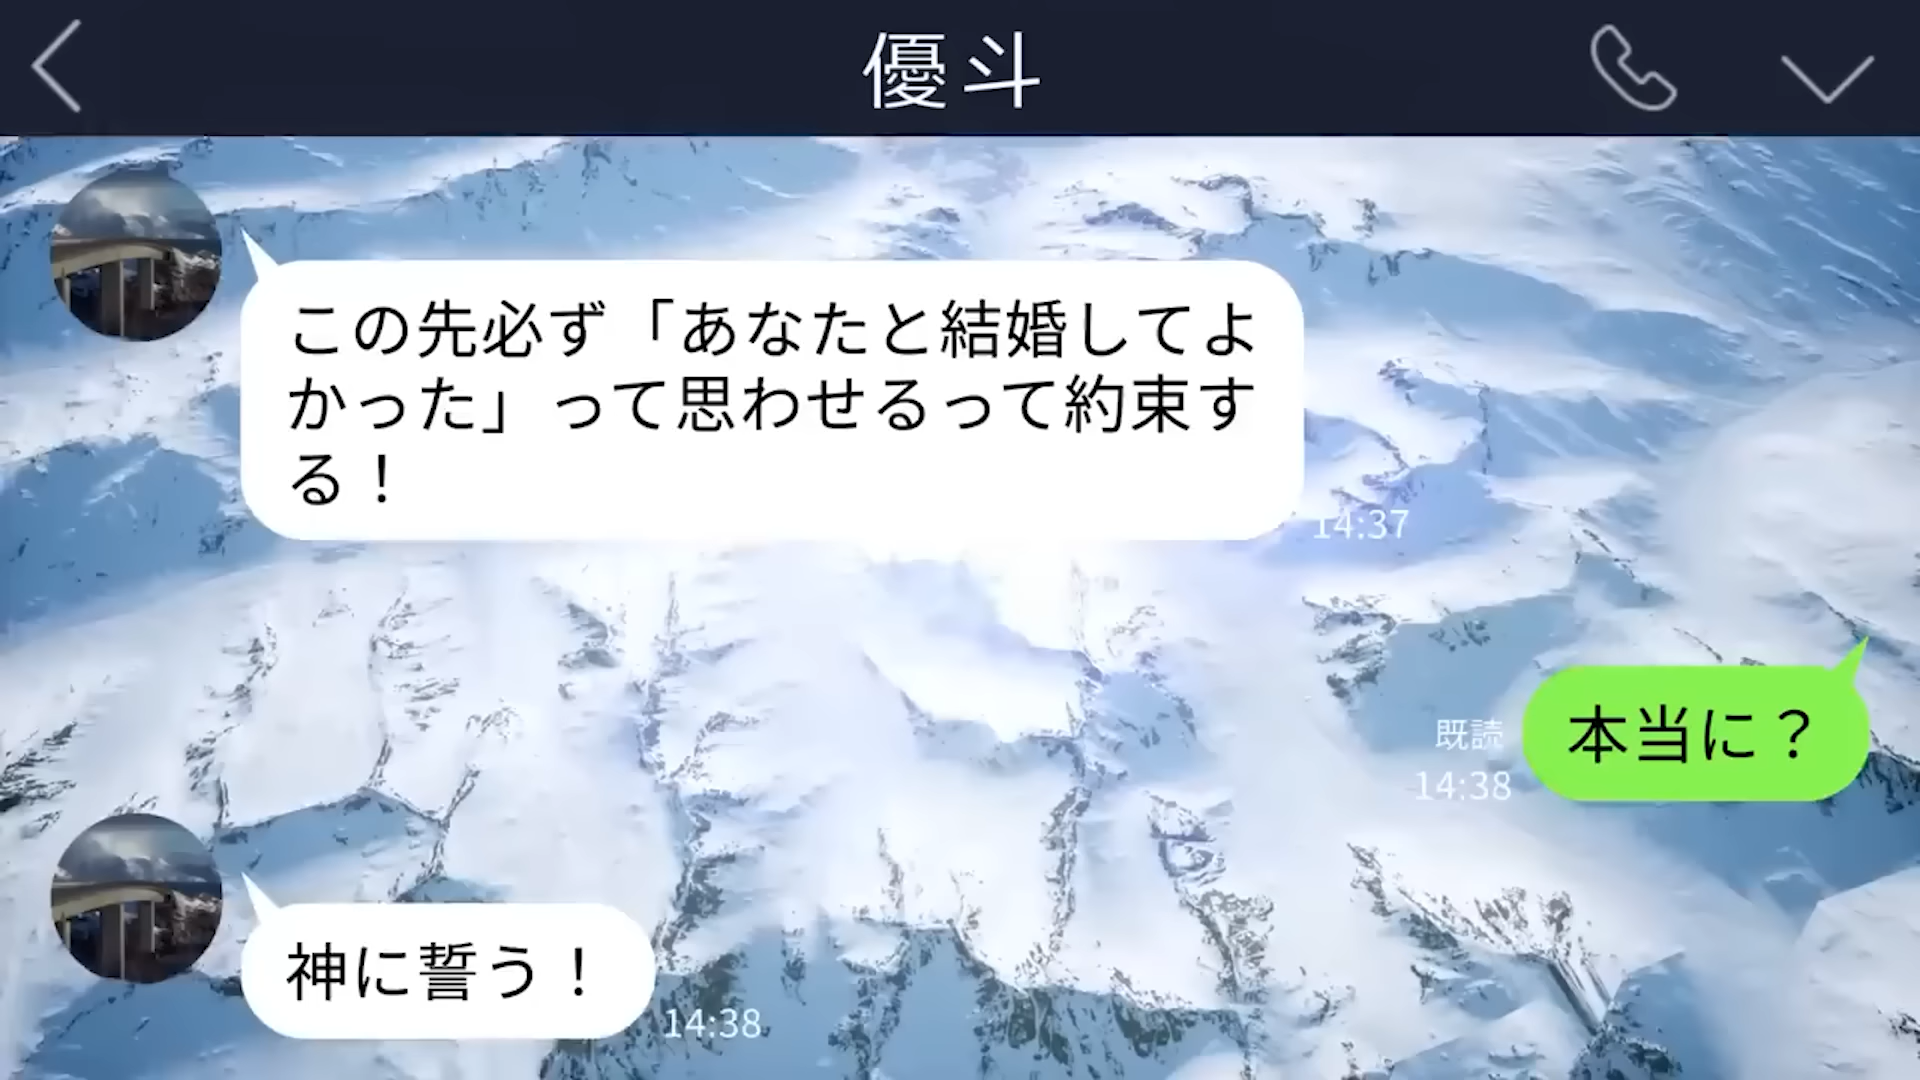 優斗
この先必ず「あなたと結婚してよ
かった」って思わせるって約束す
る！
14:37
本当に？
既読
14:38
神に誓う！
14:38